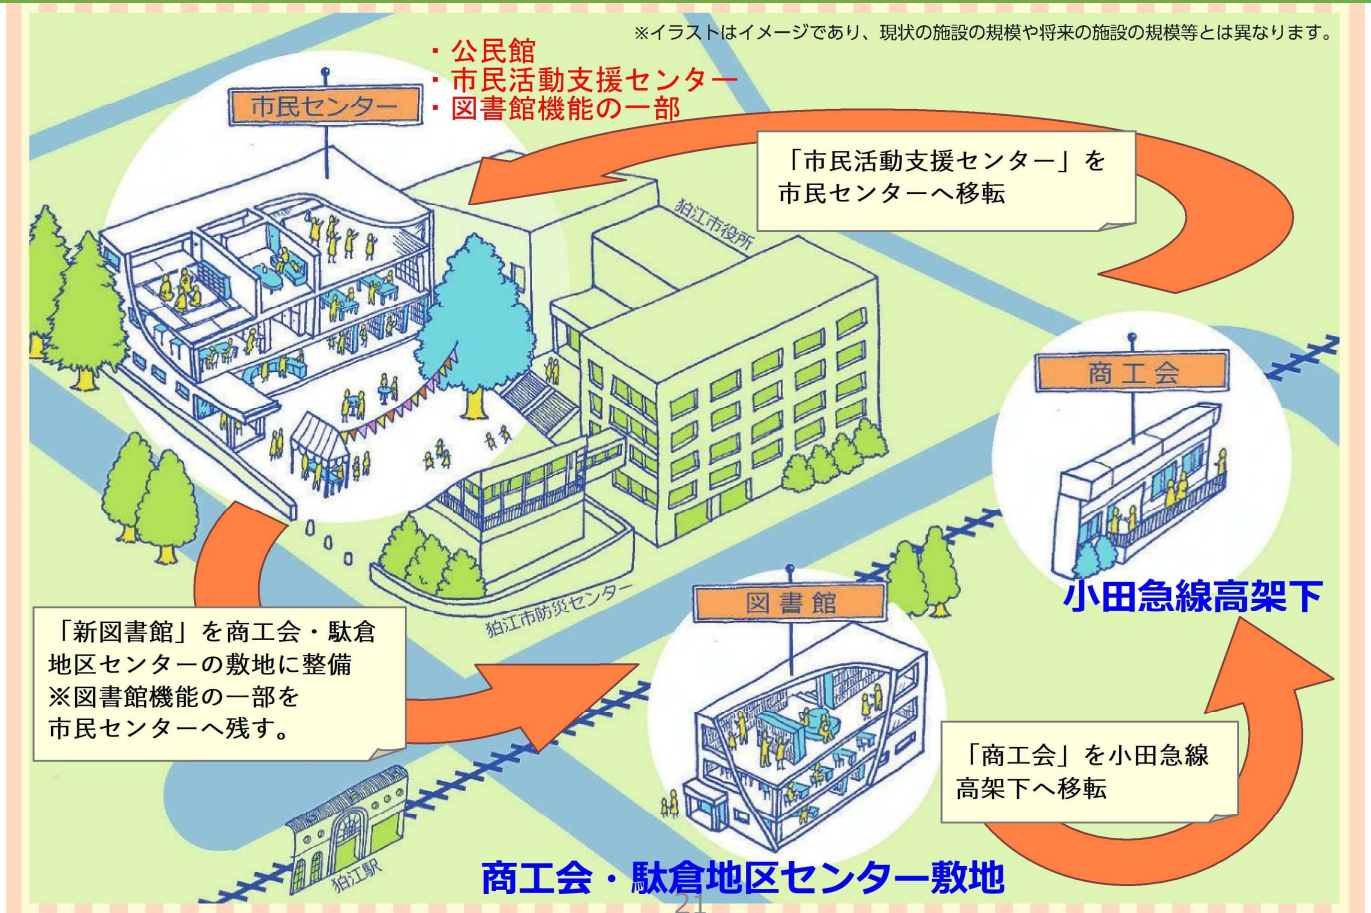 ※イラストはイメージであり、現状の施設の規模や将来の施設の規模等とは異なります。
・公民館
・市民活動支援センター
・図書館機能の一部
市民センター
「市民活動支援センター」を
市民センターへ移転
狛江市役所
商工会
小田急線高架下
図書館
狛江市防災センター
「新図書館」を商工会・駄倉
地区センターの敷地に整備
※図書館機能の一部を
市民センターへ残す。
「商工会」を小田急線
高架下へ移転
狛江駅
商工会・駄倉地区センター敷地
21